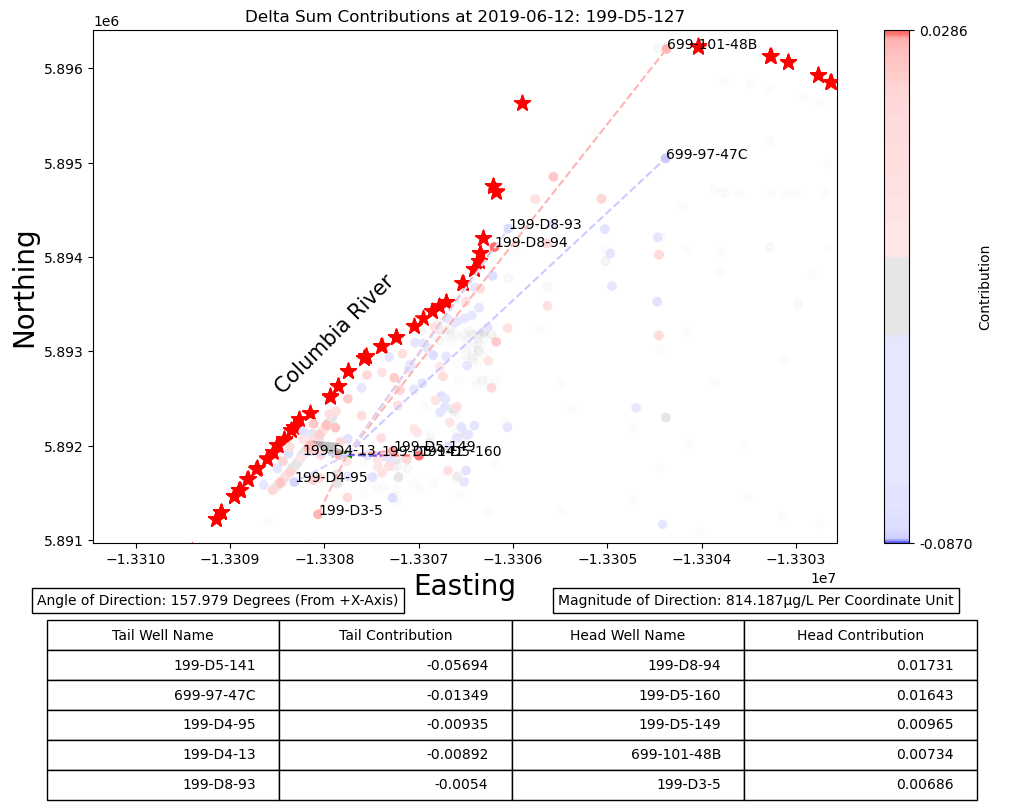 Delta Sum Contributions at 2019-06-12: 199-D5-127
1e6
0.0286
699-101-48B
5.896
5.895
699-97-47C
199-D8-93
199-D8-94
5.894
Northing
Columbia River
Contribution
5.893
5.892
199-D4-13
199-D5-149
199-D5-141
199-D5-160
199-D4-95
199-D3-5
5.891
-0.0870
−1.3310 −1.3309 −1.3308 −1.3307 −1.3306 −1.3305 −1.3304 −1.3303
1e7
Easting
Angle of Direction: 157.979 Degrees (From +X-Axis)
Magnitude of Direction: 814.187μg/L Per Coordinate Unit
Tail Well Name Tail Contribution Head Well Name Head Contribution
199-D5-141 -0.05694 199-D8-94 0.01731
699-97-47C -0.01349 199-D5-160 0.01643
199-D4-95 -0.00935 199-D5-149 0.00965
199-D4-13 -0.00892 699-101-48B 0.00734
199-D8-93 -0.0054 199-D3-5 0.00686